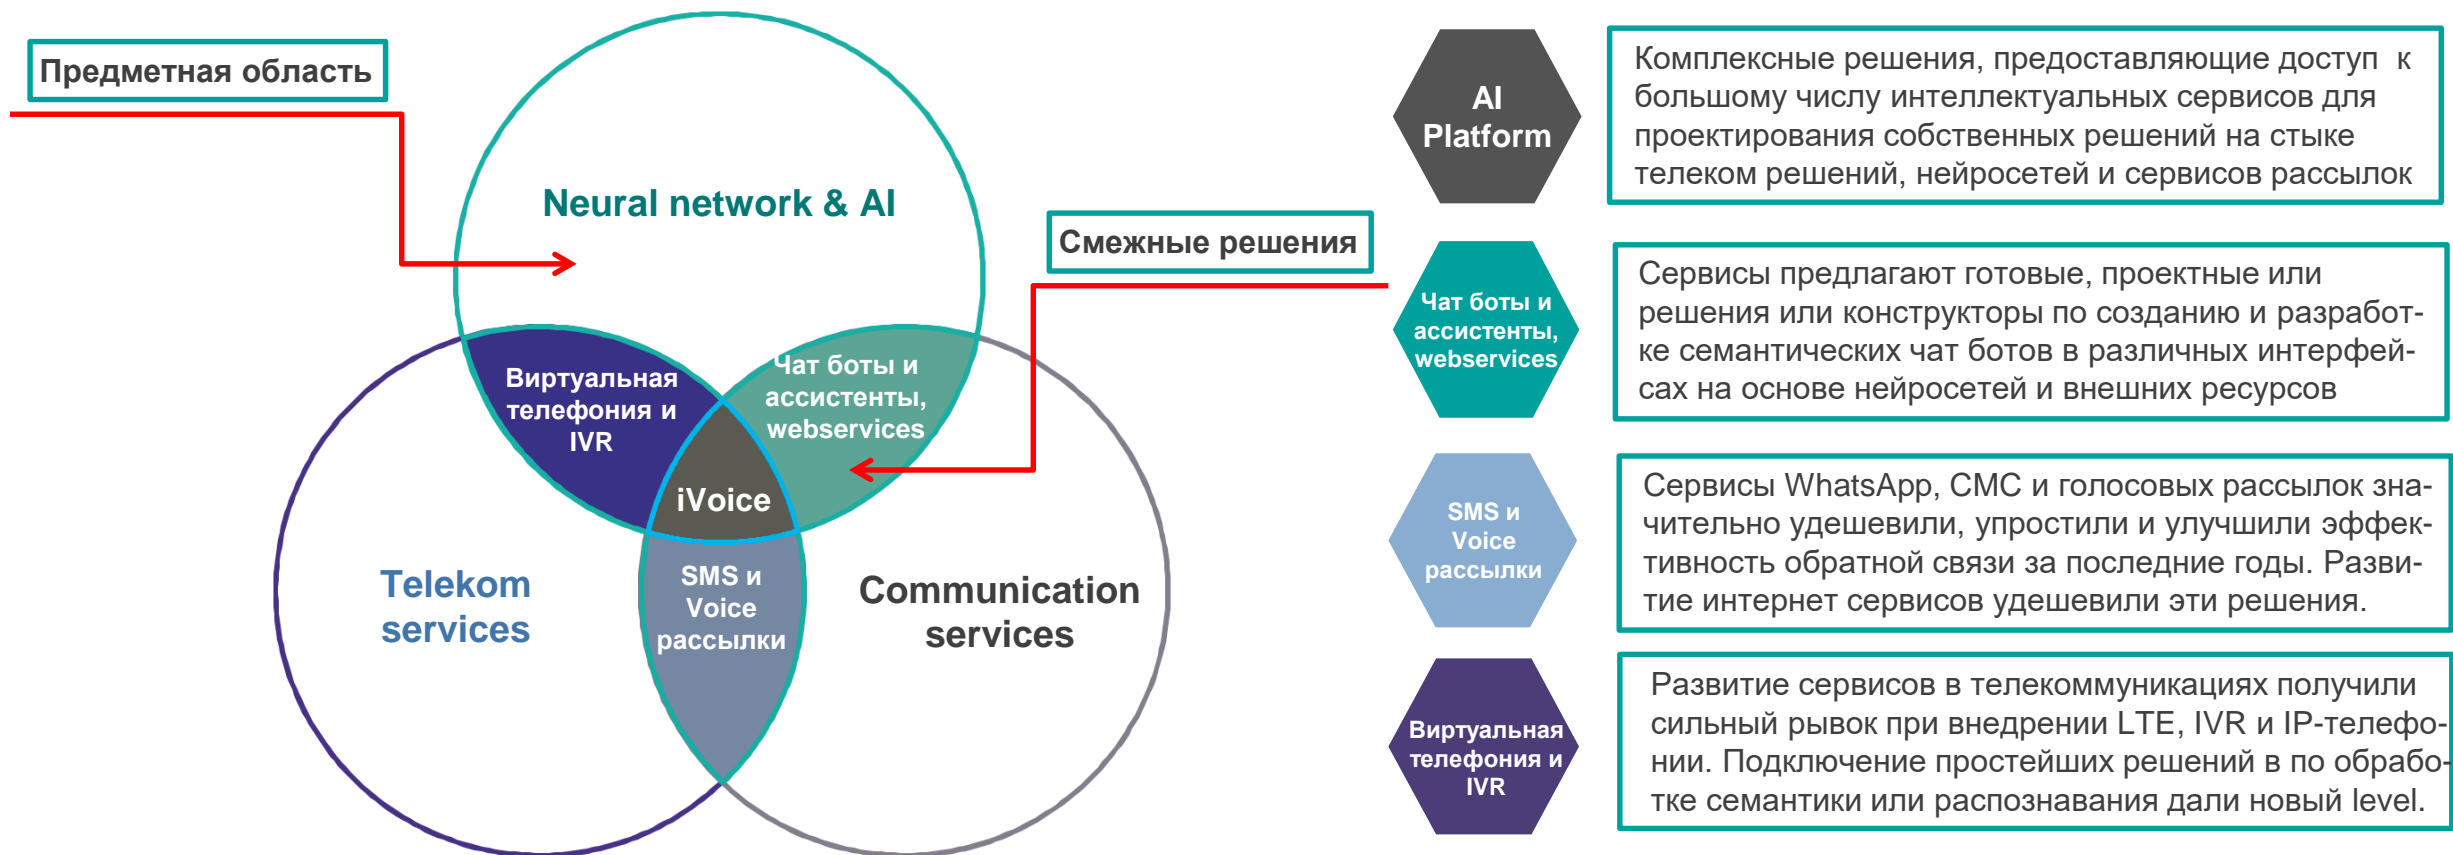 Предметная область
Neural network & AI
Смежные решения
Виртуальная
телефония и
IVR
Чат боты и
ассистенты,
webservices
iVoice
Telekom
services
SMS и
Voice
рассылки
Communication
services
AI
Platform
Комплексные решения, предоставляющие доступ к
большому числу интеллектуальных сервисов для
проектирования собственных решений на стыке
телеком решений, нейросетей и сервисов рассылок
Чат боты и
ассистенты,
webservices
Сервисы предлагают готовые, проектные или
решения или конструкторы по созданию и разработ-
ке семантических чат ботов в различных интерфей-
сах на основе нейросетей и внешних ресурсов
SMS и
Voice
рассылки
Сервисы WhatsApp, СМС и голосовых рассылок зна-
чительно удешевили, упростили и улучшили эффек-
тивность обратной связи за последние годы. Разви-
тие интернет сервисов удешевили эти решения.
Виртуальная
телефония и
IVR
Развитие сервисов в телекоммуникациях получили
сильный рывок при внедрении LTE, IVR и IP-телефо-
нии. Подключение простейших решений в по обрабо-
тке семантики или распознавания дали новый level.